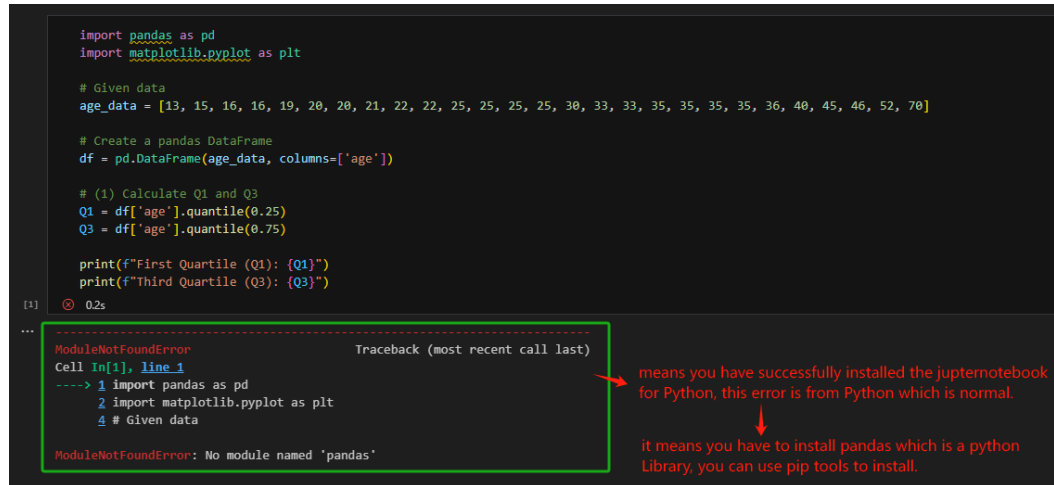 import pandas as pd
import matplotlib.pyplot as plt
# Given data
age_data = [13, 15, 16, 16, 19, 20, 20, 21, 22, 22, 25, 25, 25, 25, 30, 33, 33, 35, 35, 35, 35, 36, 40, 45, 46, 52, 70]
# Create a pandas DataFrame
df = pd.DataFrame(age_data, columns=['age'])
# (1) Calculate Q1 and Q3
Q1 = df['age'].quantile(0.25)
Q3 = df['age'].quantile(0.75)
print(f"First Quartile (Q1): {Q1}")
print(f"Third Quartile (Q3): {Q3}")
[1] 0.2s
...
---------------------------------------------------------------------------
ModuleNotFoundError Traceback (most recent call last)
Cell In[1], line 1
----> 1 import pandas as pd
2 import matplotlib.pyplot as plt
4 # Given data
ModuleNotFoundError: No module named 'pandas'
means you have successfully installed the jupternotebook
for Python, this error is from Python which is normal.
it means you have to install pandas which is a python
Library, you can use pip tools to install.